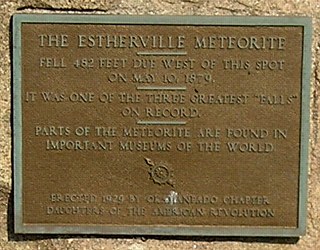 THE ESTHERVILLE METEORITE
FELL 482 FEET DUE WEST OF THIS SPOT
ON MAY 10, 1879.
IT WAS ONE OF THE THREE GREATEST "FALLS"
ON RECORD.
PARTS OF THE METEORITE ARE FOUND IN
IMPORTANT MUSEUMS OF THE WORLD
ERECTED 1929 BY OKAMANPADO CHAPTER
DAUGHTERS OF THE AMERICAN REVOLUTION